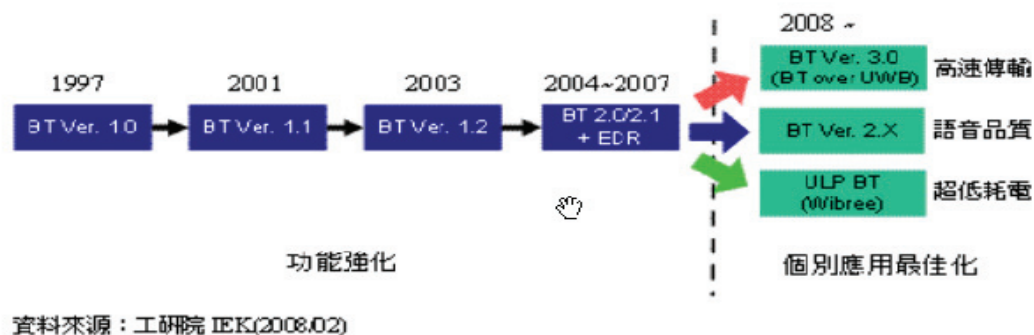 2008 ~
1997
2001
2003
2004~2007
BT Ver. 1.0
BT Ver. 1.1
BT Ver. 1.2
BT 2.0/2.1
+ EDR
BT Ver. 3.0
(BT over UWB)
高速傳輸
BT Ver. 2.X
語音品質
ULP BT
(Wibree)
超低耗電
功能強化
個別應用最佳化
資料來源：工研院 IEK(2008/02)